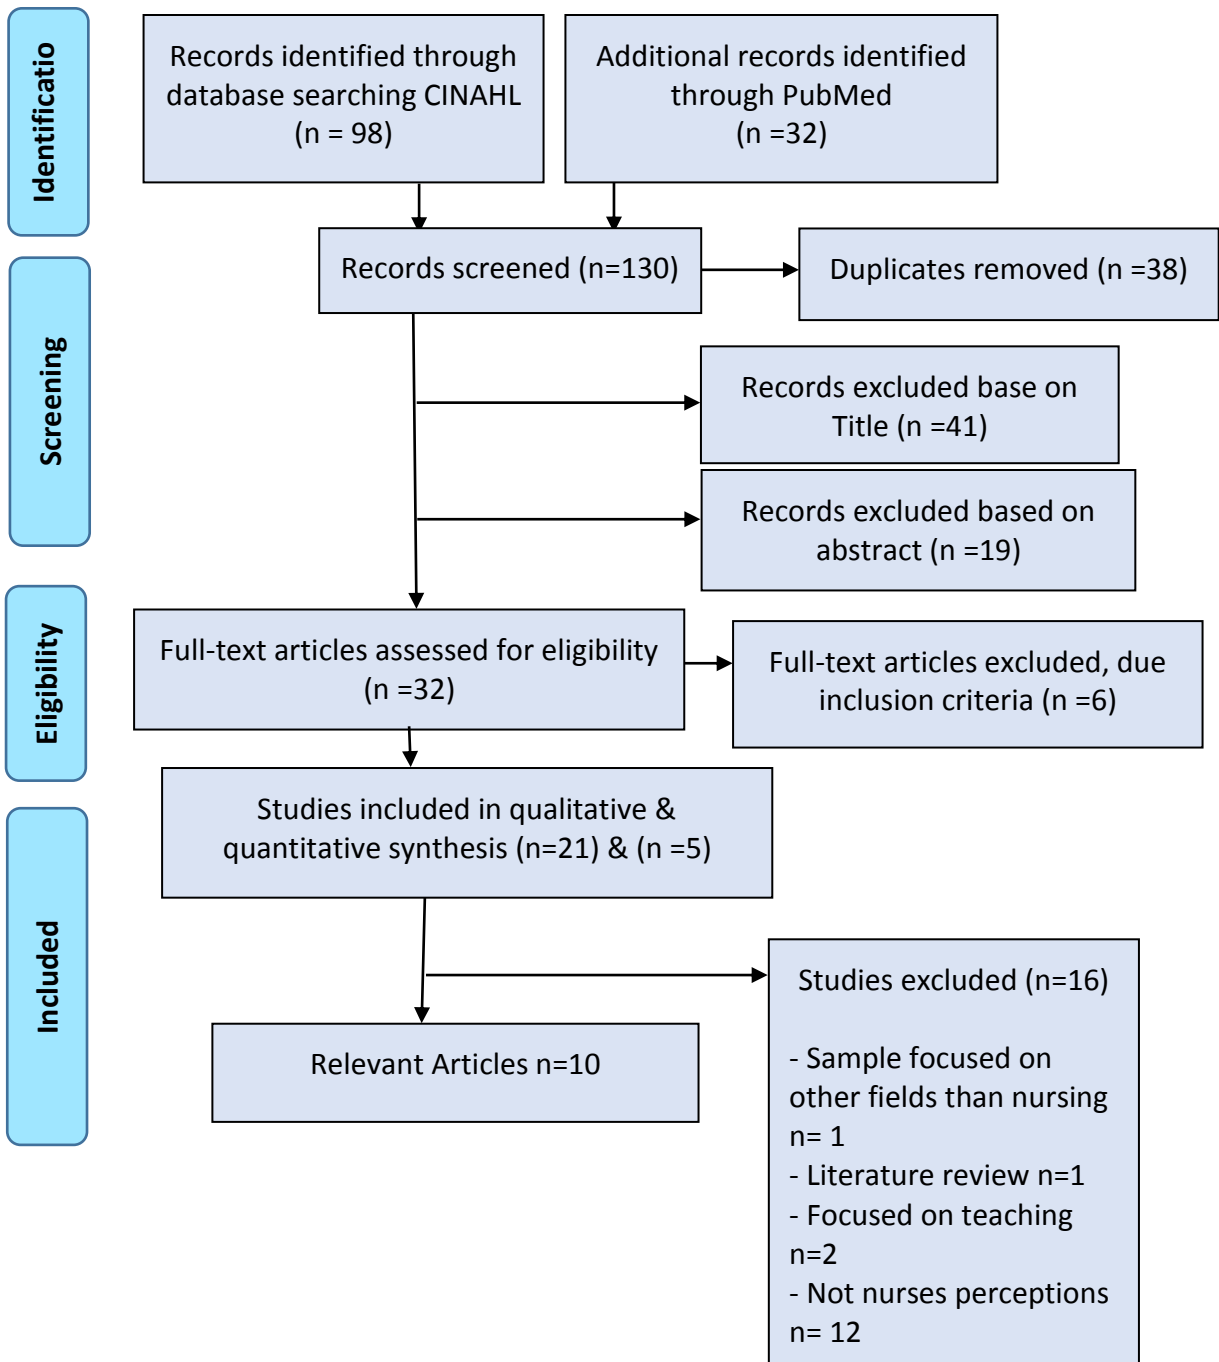 Identificatio
Records identified through
database searching CINAHL
(n = 98)
Additional records identified
through PubMed
(n =32)
Screening
Records screened (n=130)
Duplicates removed (n =38)
Records excluded base on
Title (n =41)
Records excluded based on
abstract (n =19)
Eligibility
Full-text articles assessed for eligibility
(n =32)
Full-text articles excluded, due
inclusion criteria (n =6)
Included
Studies included in qualitative &
quantitative synthesis (n=21) & (n =5)
Relevant Articles n=10
Studies excluded (n=16)
- Sample focused on
other fields than nursing
n= 1
- Literature review n=1
- Focused on teaching
n=2
- Not nurses perceptions
n= 12